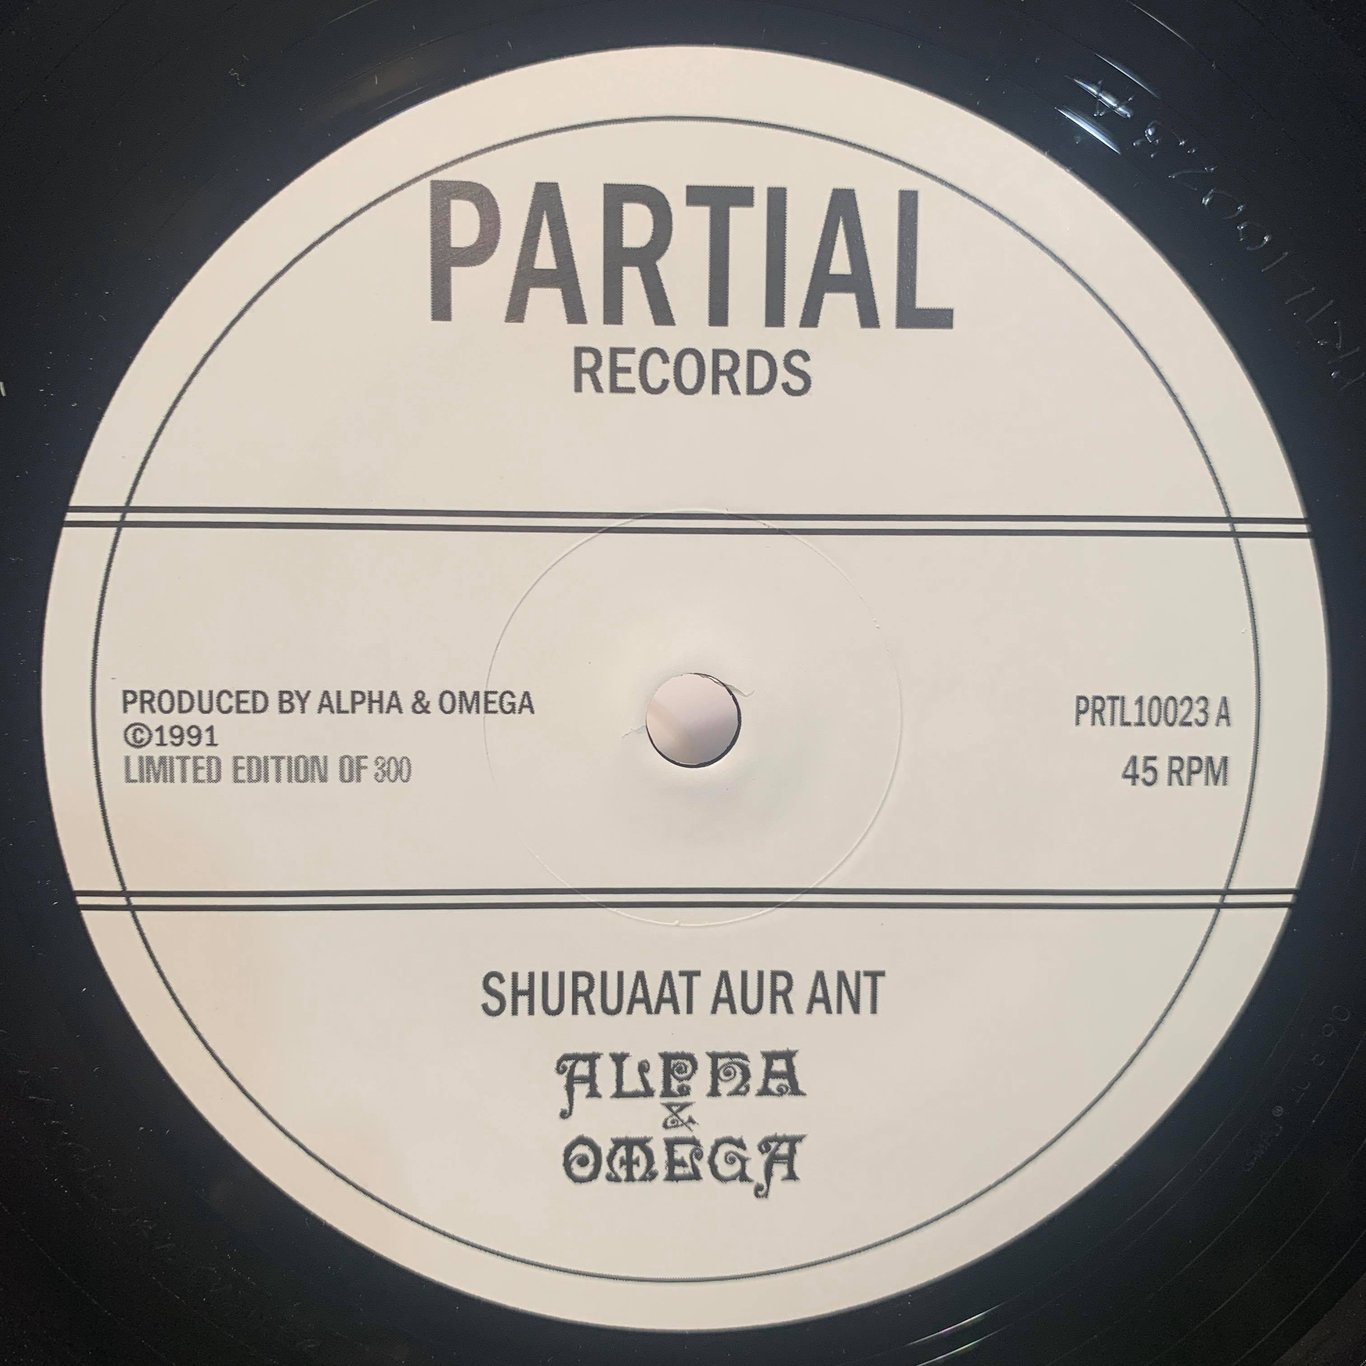 PARTIAL
RECORDS
PRODUCED BY ALPHA & OMEGA
©1991
LIMITED EDITION OF 300
PRTL10023 A
45 RPM
SHURUAAT AUR ANT
ALPHA
&
OMEGA